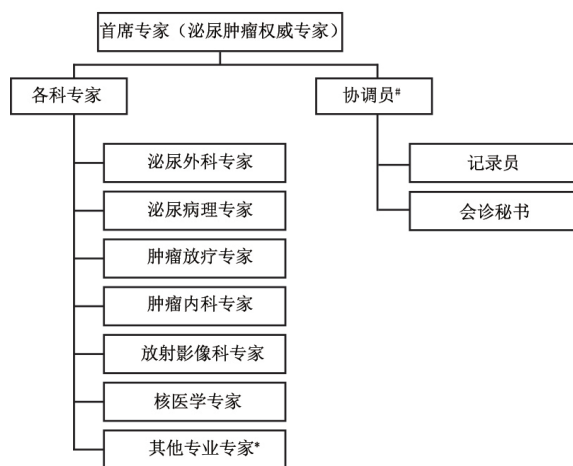 首席专家（泌尿肿瘤权威专家）
各科专家
协调员#
泌尿外科专家
泌尿病理专家
肿瘤放疗专家
肿瘤内科专家
放射影像科专家
核医学专家
其他专业专家*
记录员
会诊秘书